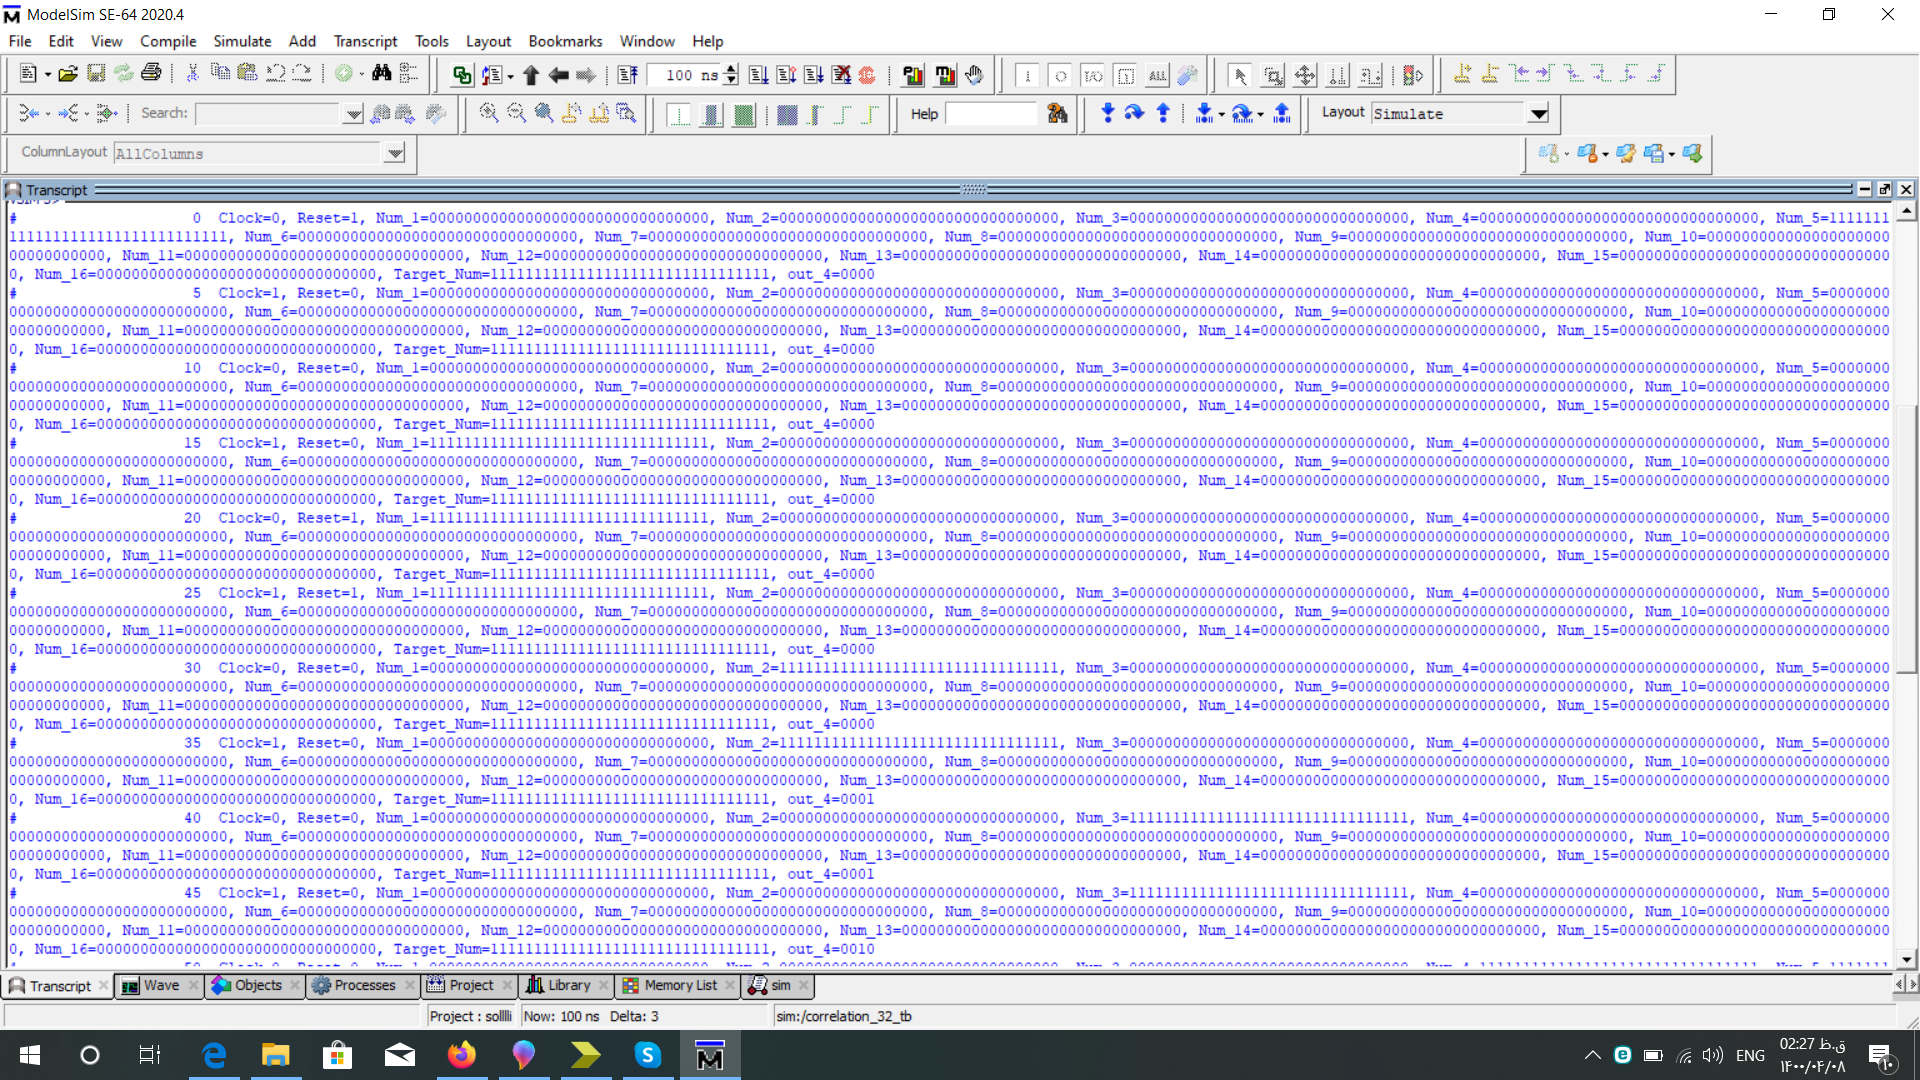 ModelSim SE-64 2020.4
File Edit View Compile Simulate Add Transcript Tools Layout Bookmarks Window Help
100 ns
Search:
Help
Layout Simulate
ColumnLayout AllColumns
Transcript
# 0 Clock=0, Reset=1, Num_1=00000000000000000000000000000000, Num_2=00000000000000000000000000000000, Num_3=00000000000000000000000000000000, Num_4=00000000000000000000000000000000, Num_5=1111111
1111111111111111111111111, Num_6=00000000000000000000000000000000, Num_7=00000000000000000000000000000000, Num_8=00000000000000000000000000000000, Num_9=00000000000000000000000000000000, Num_10=000000000000000000000
00000000000, Num_11=00000000000000000000000000000000, Num_12=00000000000000000000000000000000, Num_13=00000000000000000000000000000000, Num_14=00000000000000000000000000000000, Num_15=0000000000000000000000000000000
0, Num_16=00000000000000000000000000000000, Target_Num=11111111111111111111111111111111, out_4=0000
# 5 Clock=1, Reset=0, Num_1=00000000000000000000000000000000, Num_2=00000000000000000000000000000000, Num_3=00000000000000000000000000000000, Num_4=00000000000000000000000000000000, Num_5=0000000
0000000000000000000000000, Num_6=00000000000000000000000000000000, Num_7=00000000000000000000000000000000, Num_8=00000000000000000000000000000000, Num_9=00000000000000000000000000000000, Num_10=000000000000000000000
00000000000, Num_11=00000000000000000000000000000000, Num_12=00000000000000000000000000000000, Num_13=00000000000000000000000000000000, Num_14=00000000000000000000000000000000, Num_15=0000000000000000000000000000000
0, Num_16=00000000000000000000000000000000, Target_Num=11111111111111111111111111111111, out_4=0000
# 10 Clock=0, Reset=0, Num_1=00000000000000000000000000000000, Num_2=00000000000000000000000000000000, Num_3=00000000000000000000000000000000, Num_4=00000000000000000000000000000000, Num_5=0000000
0000000000000000000000000, Num_6=00000000000000000000000000000000, Num_7=00000000000000000000000000000000, Num_8=00000000000000000000000000000000, Num_9=00000000000000000000000000000000, Num_10=000000000000000000000
00000000000, Num_11=00000000000000000000000000000000, Num_12=00000000000000000000000000000000, Num_13=00000000000000000000000000000000, Num_14=00000000000000000000000000000000, Num_15=0000000000000000000000000000000
0, Num_16=00000000000000000000000000000000, Target_Num=11111111111111111111111111111111, out_4=0000
# 15 Clock=1, Reset=0, Num_1=11111111111111111111111111111111, Num_2=00000000000000000000000000000000, Num_3=00000000000000000000000000000000, Num_4=00000000000000000000000000000000, Num_5=0000000
0000000000000000000000000, Num_6=00000000000000000000000000000000, Num_7=00000000000000000000000000000000, Num_8=00000000000000000000000000000000, Num_9=00000000000000000000000000000000, Num_10=000000000000000000000
00000000000, Num_11=00000000000000000000000000000000, Num_12=00000000000000000000000000000000, Num_13=00000000000000000000000000000000, Num_14=00000000000000000000000000000000, Num_15=0000000000000000000000000000000
0, Num_16=00000000000000000000000000000000, Target_Num=11111111111111111111111111111111, out_4=0000
# 20 Clock=0, Reset=1, Num_1=11111111111111111111111111111111, Num_2=00000000000000000000000000000000, Num_3=00000000000000000000000000000000, Num_4=00000000000000000000000000000000, Num_5=0000000
0000000000000000000000000, Num_6=00000000000000000000000000000000, Num_7=00000000000000000000000000000000, Num_8=00000000000000000000000000000000, Num_9=00000000000000000000000000000000, Num_10=000000000000000000000
00000000000, Num_11=00000000000000000000000000000000, Num_12=00000000000000000000000000000000, Num_13=00000000000000000000000000000000, Num_14=00000000000000000000000000000000, Num_15=0000000000000000000000000000000
0, Num_16=00000000000000000000000000000000, Target_Num=11111111111111111111111111111111, out_4=0000
# 25 Clock=1, Reset=1, Num_1=11111111111111111111111111111111, Num_2=00000000000000000000000000000000, Num_3=00000000000000000000000000000000, Num_4=00000000000000000000000000000000, Num_5=0000000
0000000000000000000000000, Num_6=00000000000000000000000000000000, Num_7=00000000000000000000000000000000, Num_8=00000000000000000000000000000000, Num_9=00000000000000000000000000000000, Num_10=000000000000000000000
00000000000, Num_11=00000000000000000000000000000000, Num_12=00000000000000000000000000000000, Num_13=00000000000000000000000000000000, Num_14=00000000000000000000000000000000, Num_15=0000000000000000000000000000000
0, Num_16=00000000000000000000000000000000, Target_Num=11111111111111111111111111111111, out_4=0000
# 30 Clock=0, Reset=0, Num_1=00000000000000000000000000000000, Num_2=11111111111111111111111111111111, Num_3=00000000000000000000000000000000, Num_4=00000000000000000000000000000000, Num_5=0000000
0000000000000000000000000, Num_6=00000000000000000000000000000000, Num_7=00000000000000000000000000000000, Num_8=00000000000000000000000000000000, Num_9=00000000000000000000000000000000, Num_10=000000000000000000000
00000000000, Num_11=00000000000000000000000000000000, Num_12=00000000000000000000000000000000, Num_13=00000000000000000000000000000000, Num_14=00000000000000000000000000000000, Num_15=0000000000000000000000000000000
0, Num_16=00000000000000000000000000000000, Target_Num=11111111111111111111111111111111, out_4=0000
# 35 Clock=1, Reset=0, Num_1=00000000000000000000000000000000, Num_2=11111111111111111111111111111111, Num_3=00000000000000000000000000000000, Num_4=00000000000000000000000000000000, Num_5=0000000
0000000000000000000000000, Num_6=00000000000000000000000000000000, Num_7=00000000000000000000000000000000, Num_8=00000000000000000000000000000000, Num_9=00000000000000000000000000000000, Num_10=000000000000000000000
00000000000, Num_11=00000000000000000000000000000000, Num_12=00000000000000000000000000000000, Num_13=00000000000000000000000000000000, Num_14=00000000000000000000000000000000, Num_15=0000000000000000000000000000000
0, Num_16=00000000000000000000000000000000, Target_Num=11111111111111111111111111111111, out_4=0001
# 40 Clock=0, Reset=0, Num_1=00000000000000000000000000000000, Num_2=00000000000000000000000000000000, Num_3=11111111111111111111111111111111, Num_4=00000000000000000000000000000000, Num_5=0000000
0000000000000000000000000, Num_6=00000000000000000000000000000000, Num_7=00000000000000000000000000000000, Num_8=00000000000000000000000000000000, Num_9=00000000000000000000000000000000, Num_10=000000000000000000000
00000000000, Num_11=00000000000000000000000000000000, Num_12=00000000000000000000000000000000, Num_13=00000000000000000000000000000000, Num_14=00000000000000000000000000000000, Num_15=0000000000000000000000000000000
0, Num_16=00000000000000000000000000000000, Target_Num=11111111111111111111111111111111, out_4=0001
# 45 Clock=1, Reset=0, Num_1=00000000000000000000000000000000, Num_2=00000000000000000000000000000000, Num_3=11111111111111111111111111111111, Num_4=00000000000000000000000000000000, Num_5=0000000
0000000000000000000000000, Num_6=00000000000000000000000000000000, Num_7=00000000000000000000000000000000, Num_8=00000000000000000000000000000000, Num_9=00000000000000000000000000000000, Num_10=000000000000000000000
00000000000, Num_11=00000000000000000000000000000000, Num_12=00000000000000000000000000000000, Num_13=00000000000000000000000000000000, Num_14=00000000000000000000000000000000, Num_15=0000000000000000000000000000000
0, Num_16=00000000000000000000000000000000, Target_Num=11111111111111111111111111111111, out_4=0010
Transcript Wave Objects Processes Project Library Memory List sim
Project : solllli Now: 100 ns Delta: 3 sim:/correlation_32_tb
ENG
02:27 ق.ظ
۱۴۰۰/۰۴/۰۸